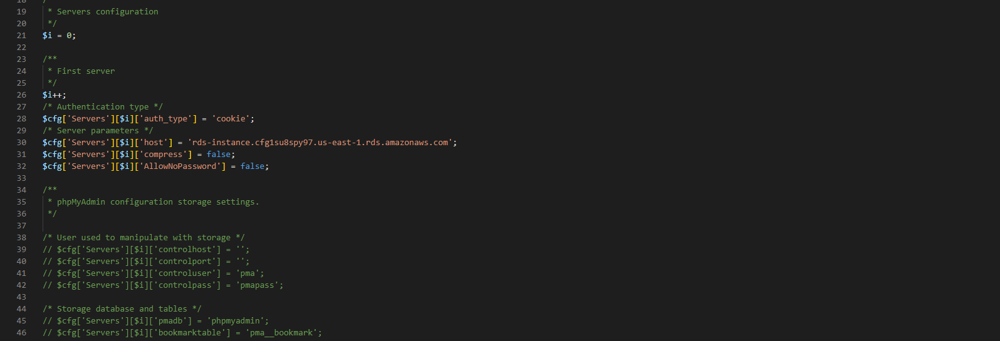 18 /**
19  * Servers configuration
20  */
21 $i = 0;
22
23 /**
24  * First server
25  */
26 $i++;
27 /* Authentication type */
28 $cfg['Servers'][$i]['auth_type'] = 'cookie';
29 /* Server parameters */
30 $cfg['Servers'][$i]['host'] = 'rds-instance.cfg1su8spy97.us-east-1.rds.amazonaws.com';
31 $cfg['Servers'][$i]['compress'] = false;
32 $cfg['Servers'][$i]['AllowNoPassword'] = false;
33
34 /**
35  * phpMyAdmin configuration storage settings.
36  */
37
38 /* User used to manipulate with storage */
39 // $cfg['Servers'][$i]['controlhost'] = '';
40 // $cfg['Servers'][$i]['controlport'] = '';
41 // $cfg['Servers'][$i]['controluser'] = 'pma';
42 // $cfg['Servers'][$i]['controlpass'] = 'pmapass';
43
44 /* Storage database and tables */
45 // $cfg['Servers'][$i]['pmadb'] = 'phpmyadmin';
46 // $cfg['Servers'][$i]['bookmarktable'] = 'pma__bookmark';